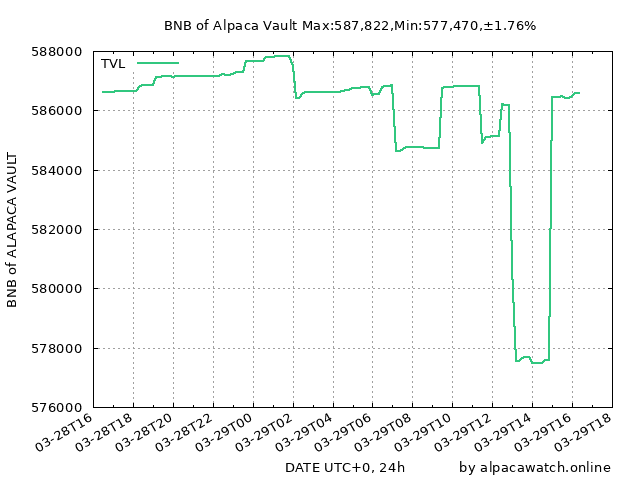 BNB of Alpaca Vault Max:587,822,Min:577,470,±1.76%
TVL
588000
586000
584000
582000
580000
578000
576000
BNB of ALAPACA VAULT
03-28T16
03-28T18
03-28T20
03-28T22
03-29T00
03-29T02
03-29T04
03-29T06
03-29T08
03-29T10
03-29T12
03-29T14
03-29T16
03-29T18
DATE UTC+0, 24h
by alpacawatch.online